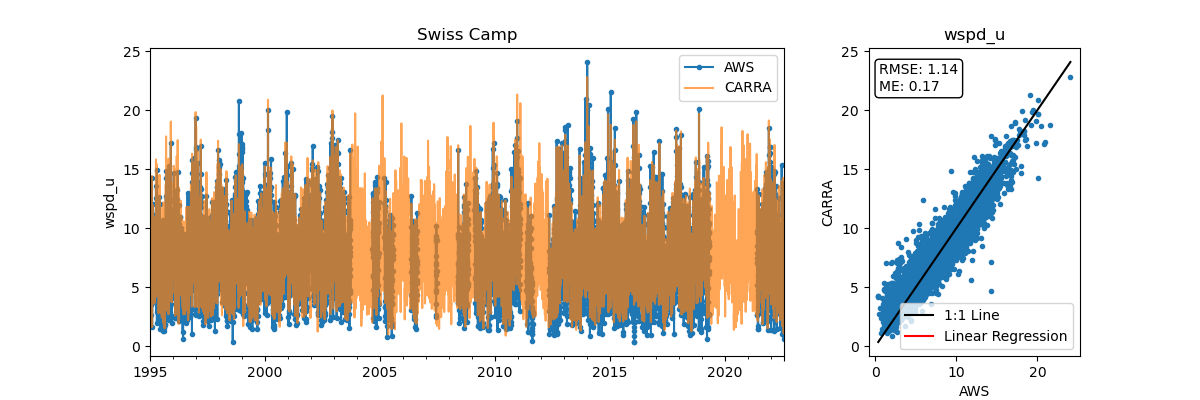 Swiss Camp
wspd_u
25
20
15
10
5
0
wspd_u
1995
2000
2005
2010
2015
2020
AWS
CARRA
25
20
15
10
5
0
CARRA
0
10
20
AWS
RMSE: 1.14
ME: 0.17
1:1 Line
Linear Regression